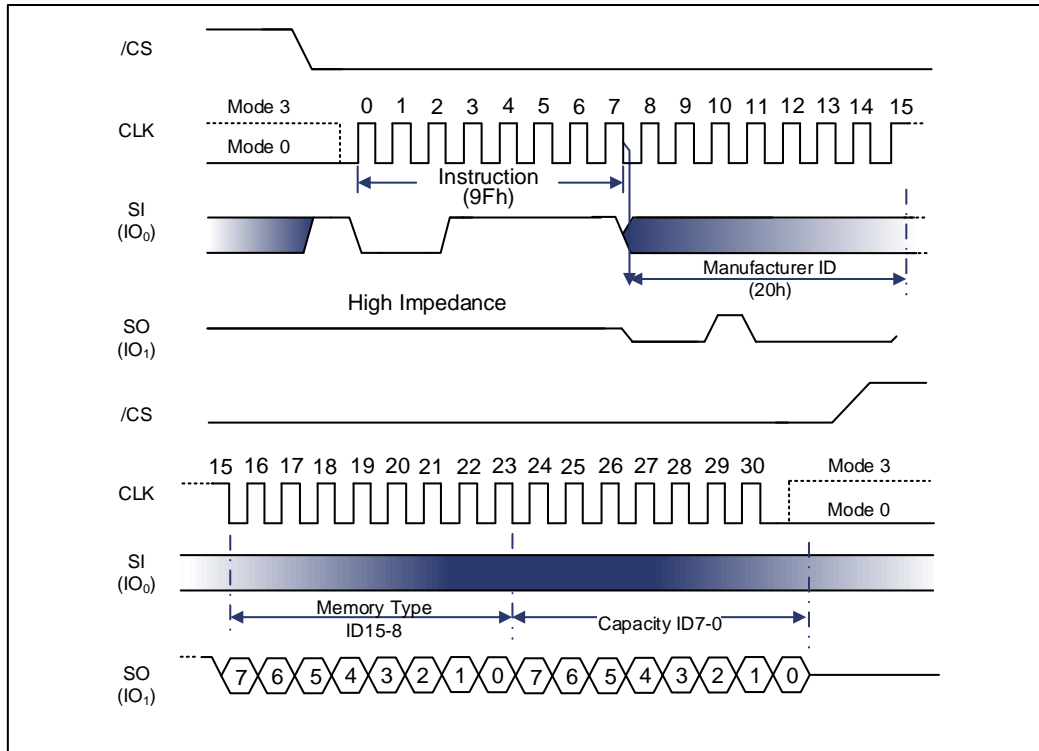 /CS
0 1 2 3 4 5 6 7 8 9 10 11 12 13 14 15
Mode 3
CLK
Mode 0
Instruction
(9Fh)
SI
(IO0)
Manufacturer ID
(20h)
High Impedance
SO
(IO1)
/CS
15 16 17 18 19 20 21 22 23 24 25 26 27 28 29 30
Mode 3
CLK
Mode 0
SI
(IO0)
Memory Type
ID15-8
Capacity ID7-0
SO
(IO1)
7 6 5 4 3 2 1 0 7 6 5 4 3 2 1 0